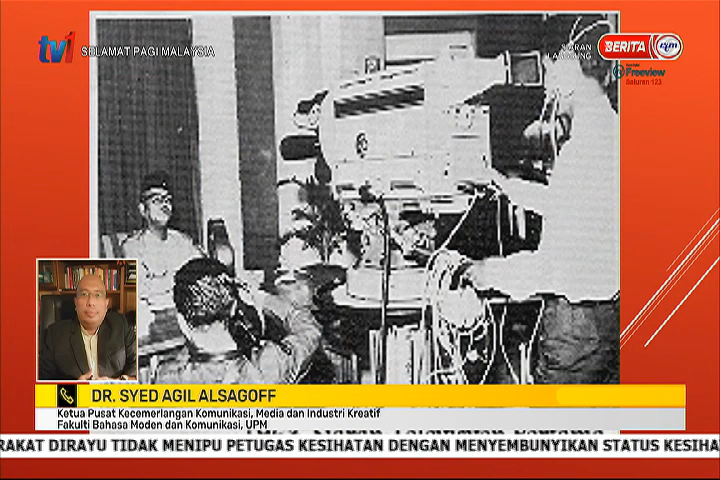 tv1 SELAMAT PAGI MALAYSIA
SIARAN
LANGSUNG
BERITA rtm
Freeview
Saluran 123
DR. SYED AGIL ALSAGOFF
Ketua Pusat Kecemerlangan Komunikasi, Media dan Industri Kreatif
Fakulti Bahasa Moden dan Komunikasi, UPM
RAKAT DIRAYU TIDAK MENIPU PETUGAS KESIHATAN DENGAN MENYEMBUNYIKAN STATUS KESIHA